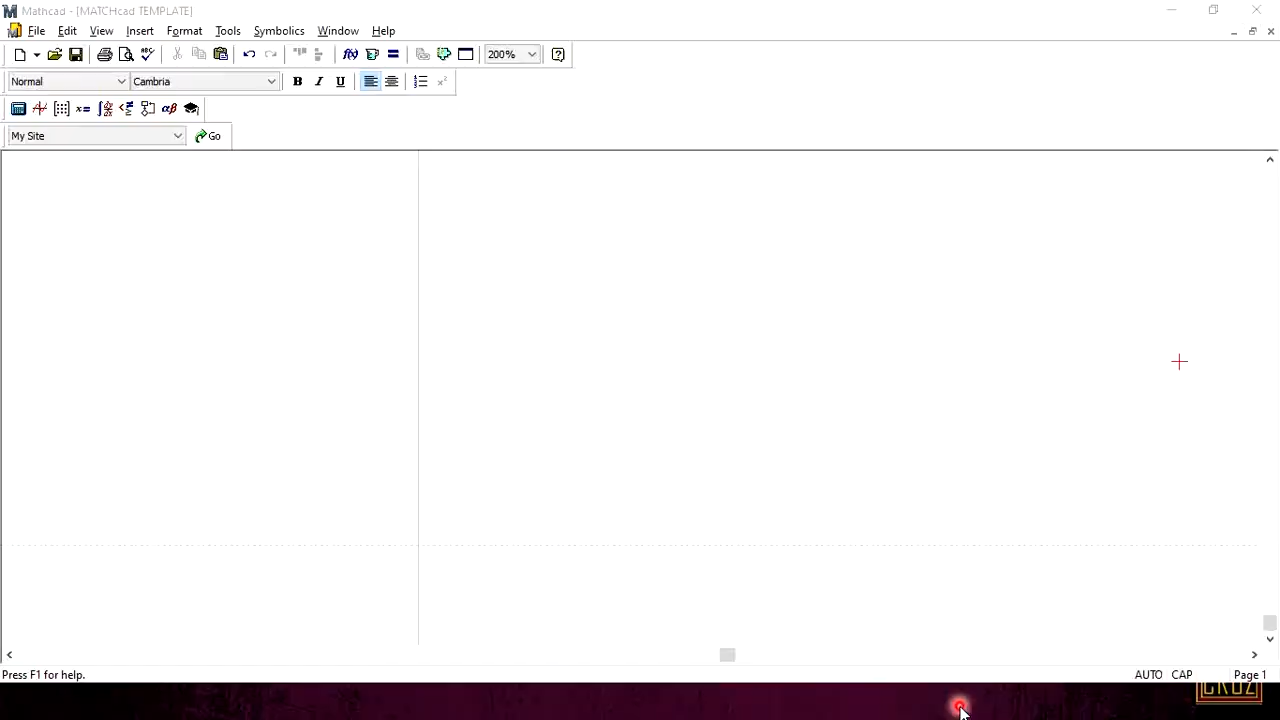 Mathcad - [MATCHcad TEMPLATE]
File Edit View Insert Format Tools Symbolics Window Help
200%
Normal Cambria B I U
My Site Go
Press F1 for help. AUTO CAP Page 1
CRUZ